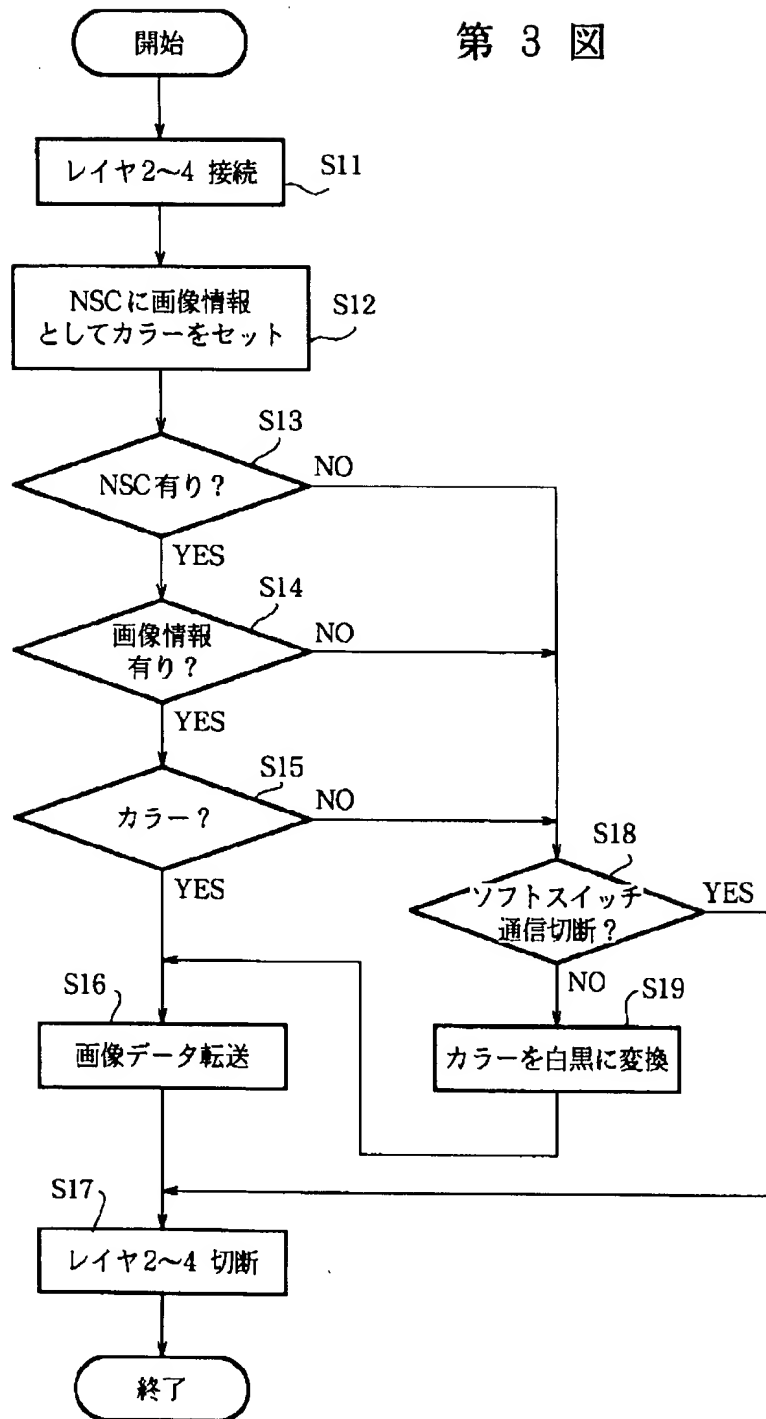 第 3 図
開始
レイヤ2〜4 接続
S11
NSCに画像情報
としてカラーをセット
S12
S13
NSC有り?
NO
YES
S14
画像情報
有り?
NO
YES
S15
カラー?
NO
YES
S18
ソフトスイッチ
通信切断?
YES
NO
S16
画像データ転送
S19
カラーを白黒に変換
S17
レイヤ2〜4 切断
終了